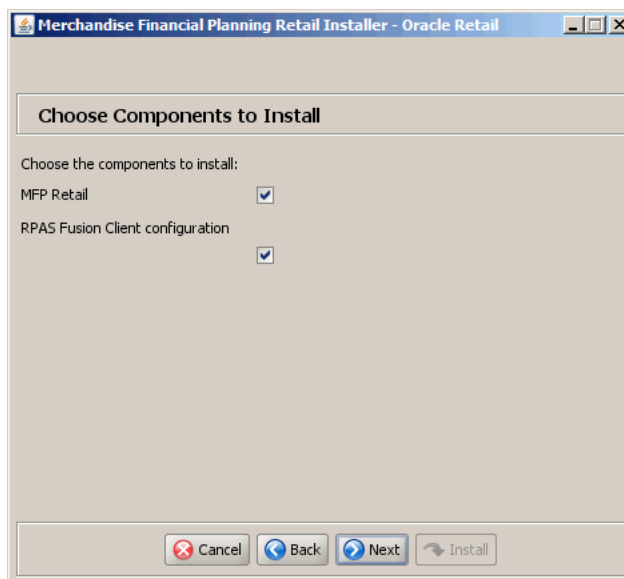 Merchandise Financial Planning Retail Installer - Oracle Retail
Choose Components to Install
Choose the components to install:
MFP Retail
RPAS Fusion Client configuration
Cancel Back Next Install